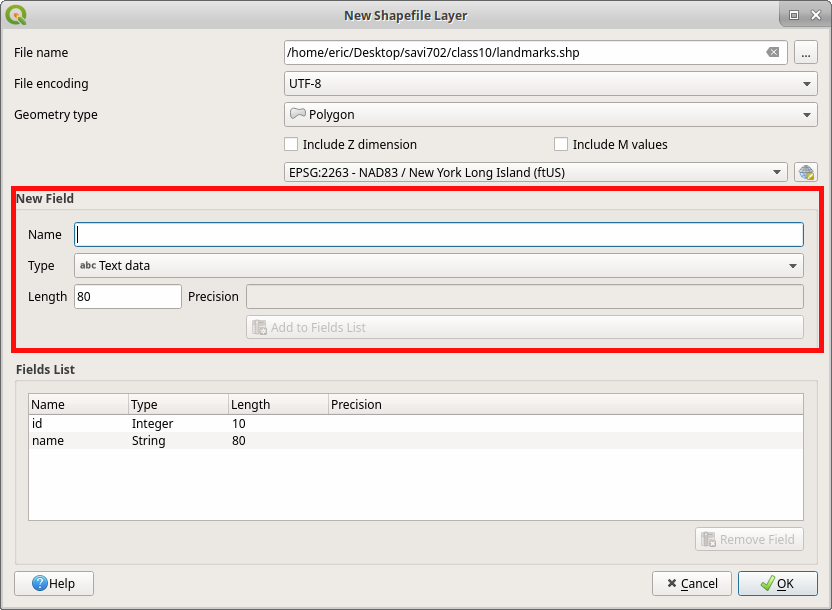 New Shapefile Layer
File name /home/eric/Desktop/savi702/class10/landmarks.shp ...
File encoding UTF-8
Geometry type Polygon
Include Z dimension Include M values
EPSG:2263 - NAD83 / New York Long Island (ftUS)
New Field
Name
Type abc Text data
Length 80 Precision
Add to Fields List
Fields List
Name Type Length Precision
id Integer 10
name String 80
Remove Field
Help Cancel OK